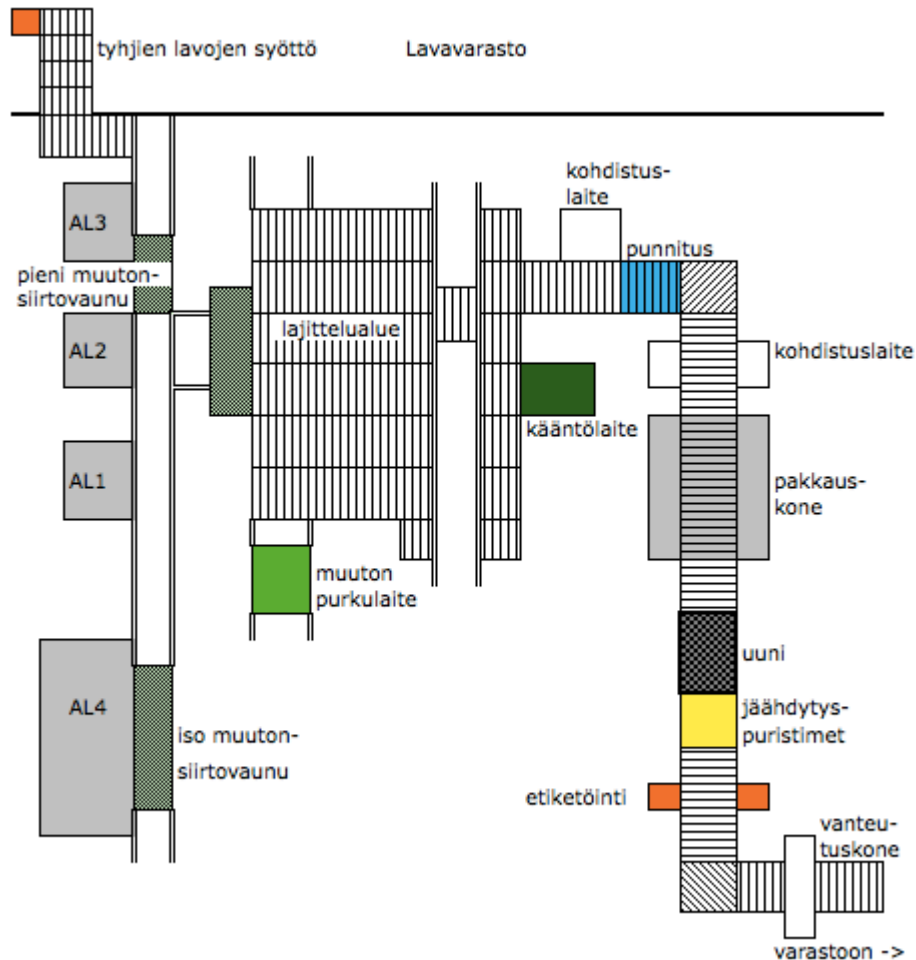 tyhjien lavojen syöttö
Lavavarasto
kohdistus-
laite
AL3
punnitus
pieni muuton-
siirtovaunu
lajittelualue
AL2
kohdistuslaite
kääntölaite
AL1
pakkaus-
kone
muuton
purkulaite
uuni
AL4
jäähdytys-
puristimet
iso muuton-
siirtovaunu
etiketöinti
vanteu-
tuskone
varastoon ->